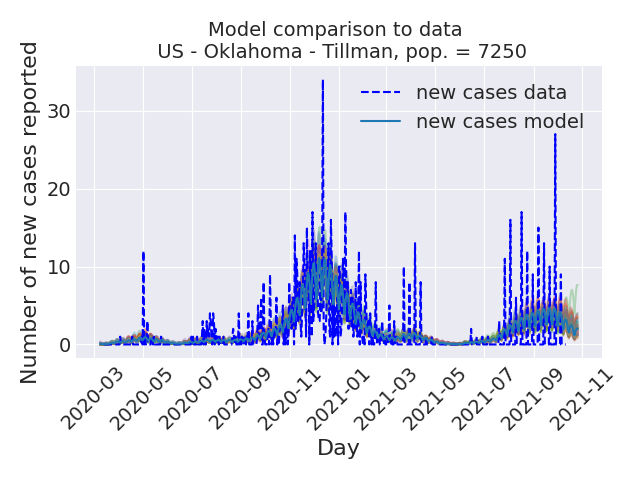 Model comparison to data
US - Oklahoma - Tillman, pop. = 7250
new cases data
new cases model
Number of new cases reported
30
20
10
0
2020-03
2020-05
2020-07
2020-09
2020-11
2021-01
2021-03
2021-05
2021-07
2021-09
2021-11
Day